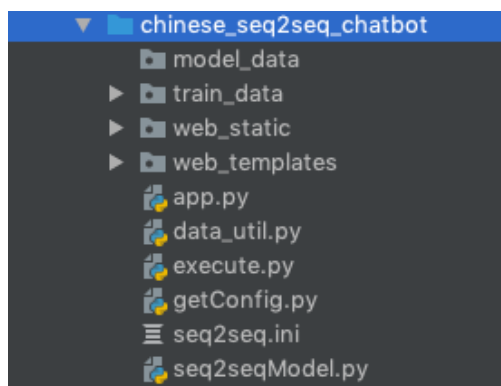 chinese_seq2seq_chatbot
model_data
train_data
web_static
web_templates
app.py
data_util.py
execute.py
getConfig.py
seq2seq.ini
seq2seqModel.py